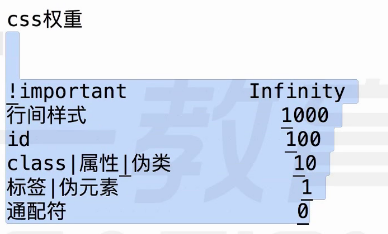 css权重
!important Infinity
行间样式 1000
id 100
class|属性|伪类 10
标签|伪元素 1
通配符 0